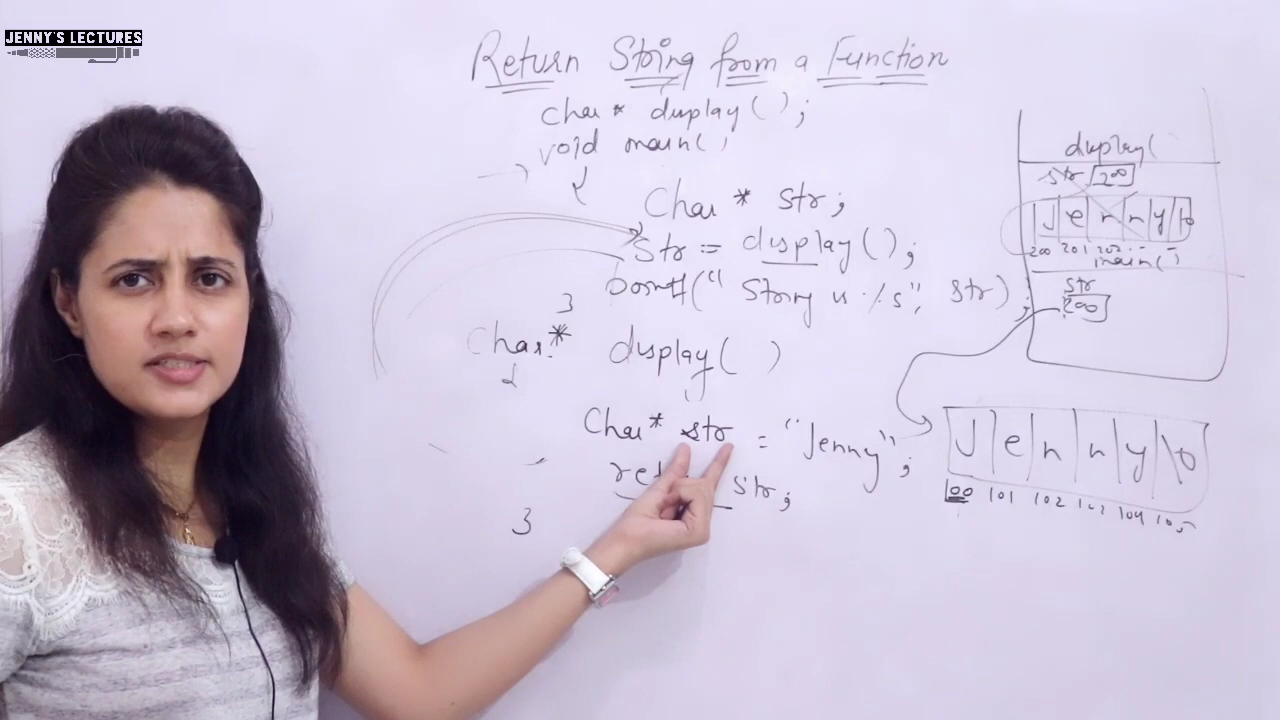 JENNY'S LECTURES
Return String from a Function
char* display();
void main()
{
Char * str;
str = display();
printf("String is %s", str);
}
Char* display( )
{
Char* str = "Jenny";
return str;
}
display(
str 200
J e n n y \0
200 201 202
main( )
str
200
J e n n y \0
100 101 102 103 104 105